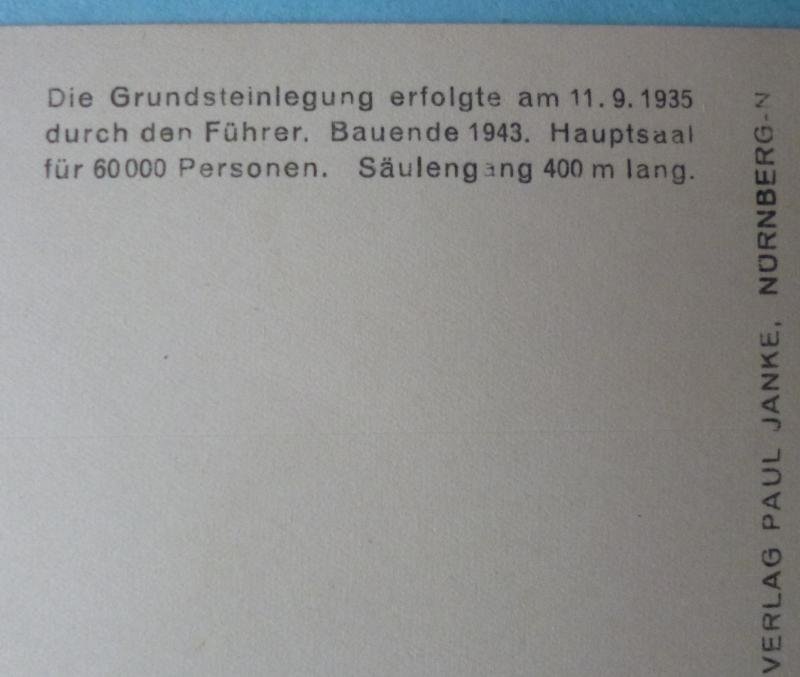 Die Grundsteinlegung erfolgte am 11. 9. 1935
durch den Führer. Bauende 1943. Hauptsaal
für 60000 Personen. Säulengang 400 m lang.
VERLAG PAUL JANKE, NÜRNBERG-N